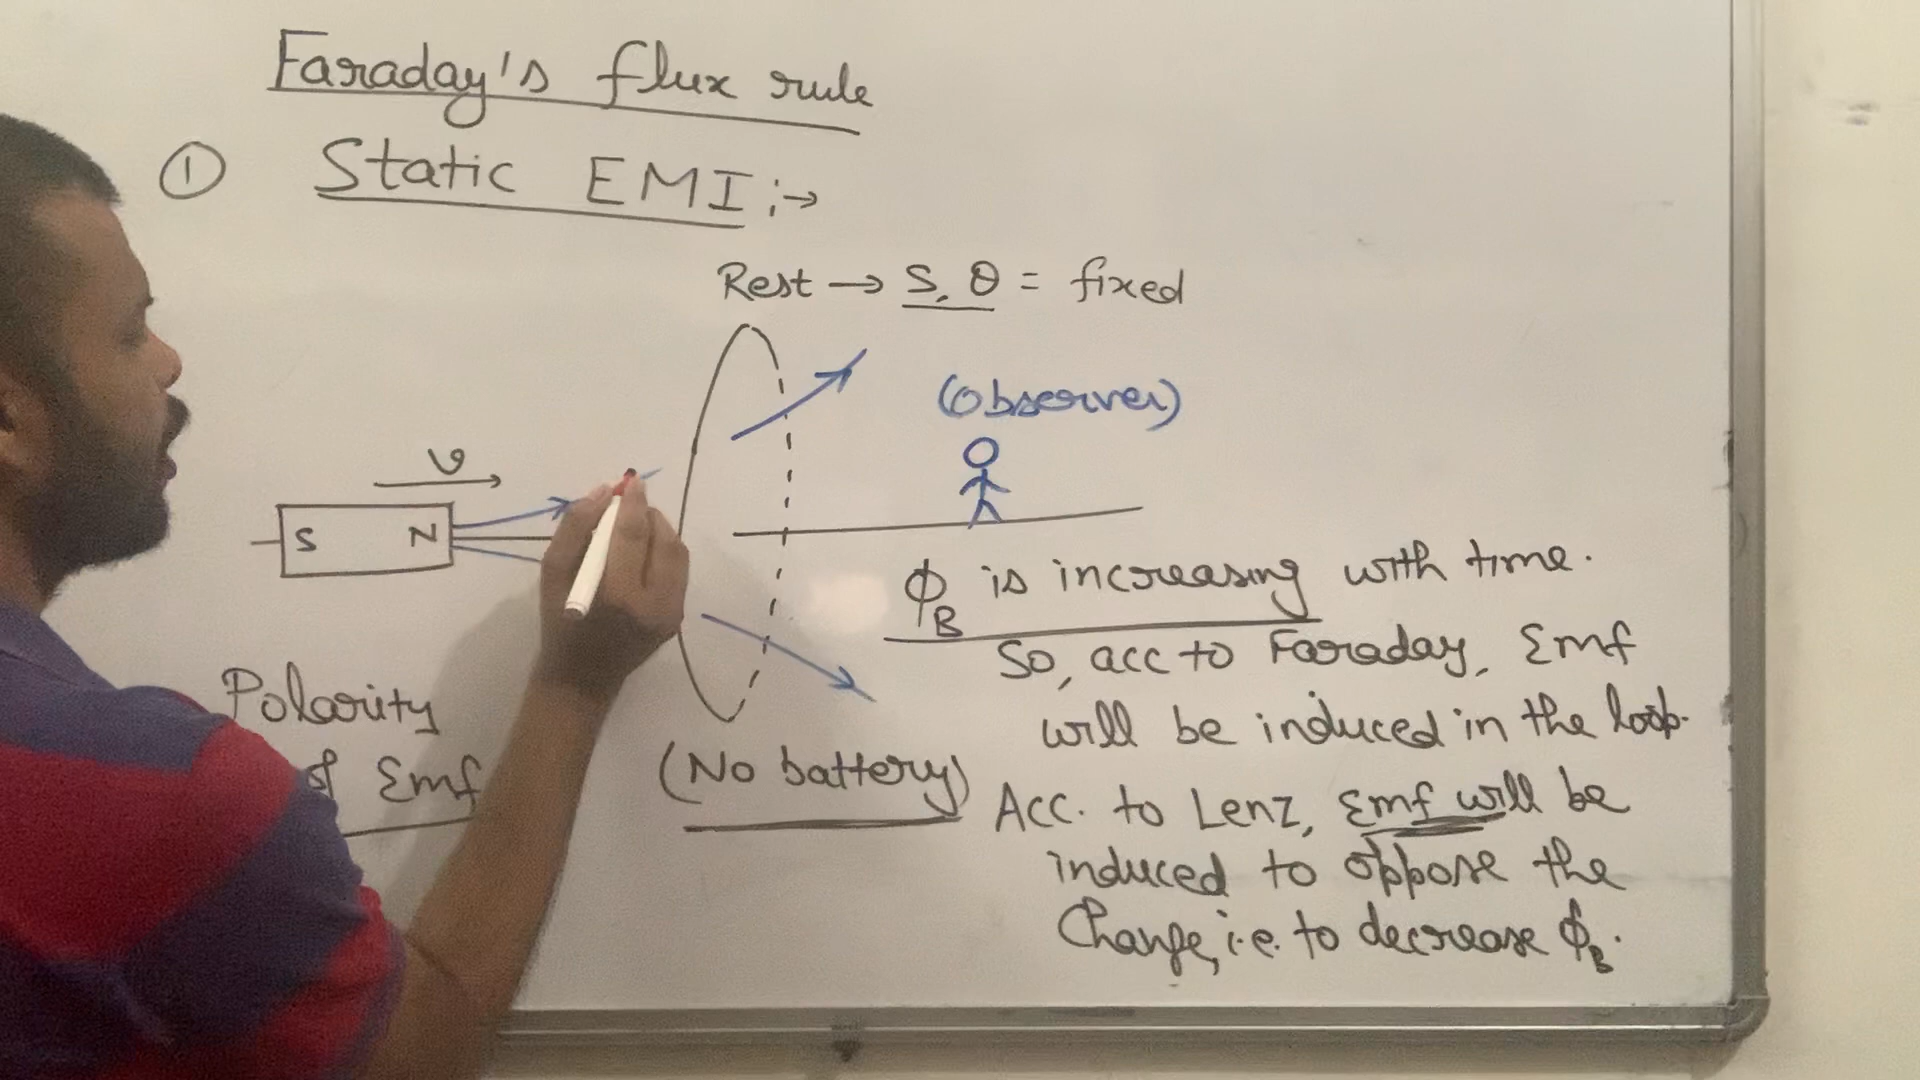 Faraday's flux rule
① Static EMI :→
Rest → S, θ = fixed
(Observer)
v
S N
ϕ_B is increasing with time.
So, acc to Faraday, Emf
will be induced in the loop.
Polarity
of Emf
(No battery)
Acc. to Lenz, Emf will be
induced to oppose the
Change, i.e. to decrease ϕ_B.